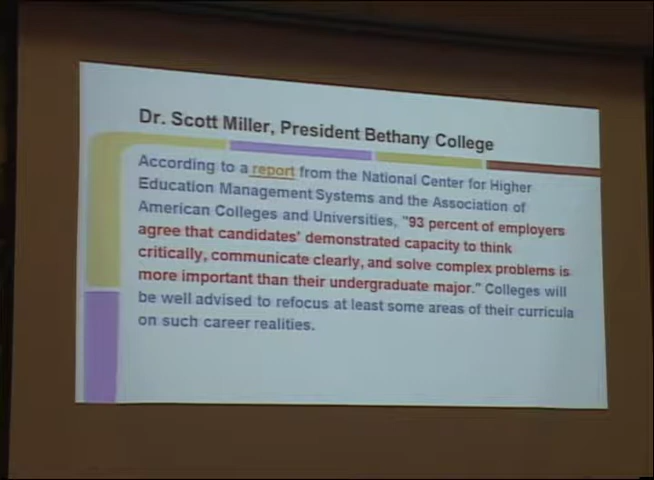 Dr. Scott Miller, President Bethany College
According to a report from the National Center for Higher
Education Management Systems and the Association of
American Colleges and Universities, "93 percent of employers
agree that candidates' demonstrated capacity to think
critically, communicate clearly, and solve complex problems is
more important than their undergraduate major." Colleges will
be well advised to refocus at least some areas of their curricula
on such career realities.